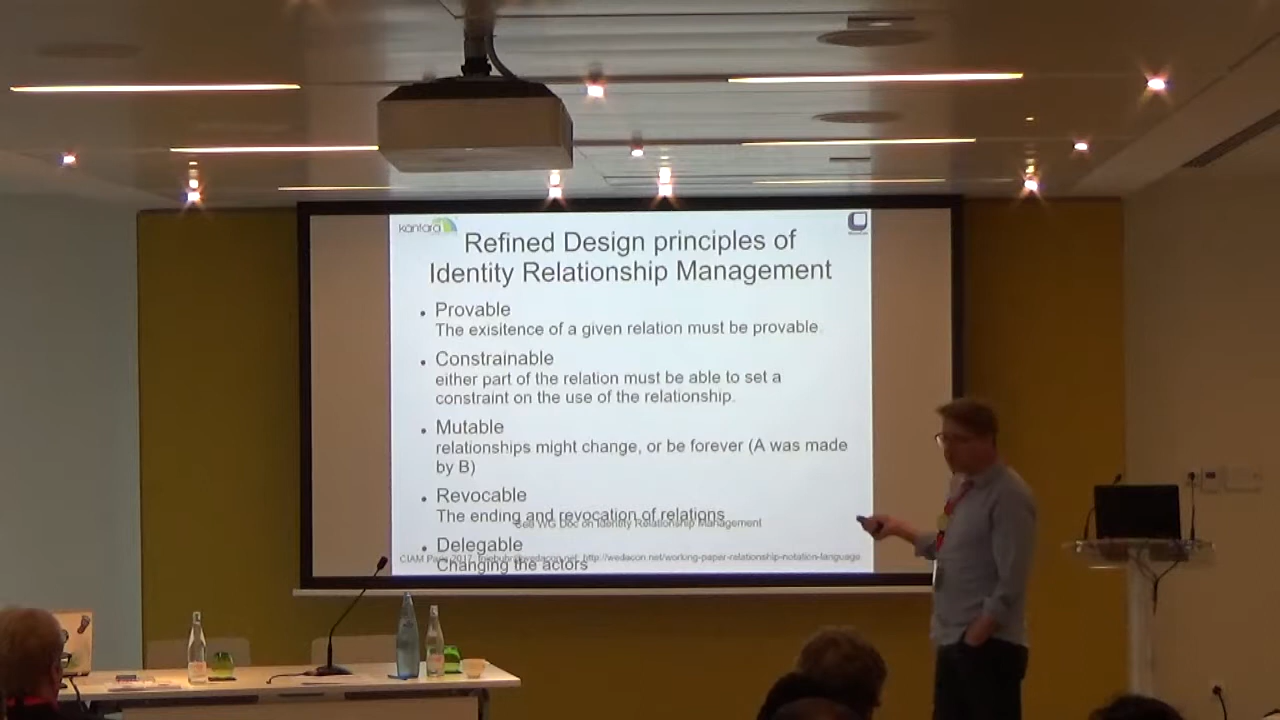 kantara
Refined Design principles of
Identity Relationship Management
• Provable
The exisitence of a given relation must be provable.
• Constrainable
either part of the relation must be able to set a
constraint on the use of the relationship.
• Mutable
relationships might change, or be forever (A was made
by B)
• Revocable
The ending and revocation of relations
See WG Doc on Identity Relationship Management
• Delegable
CIAM 2017, http://wedacon.net/working-paper-relationship-notation-language
Changing the actors